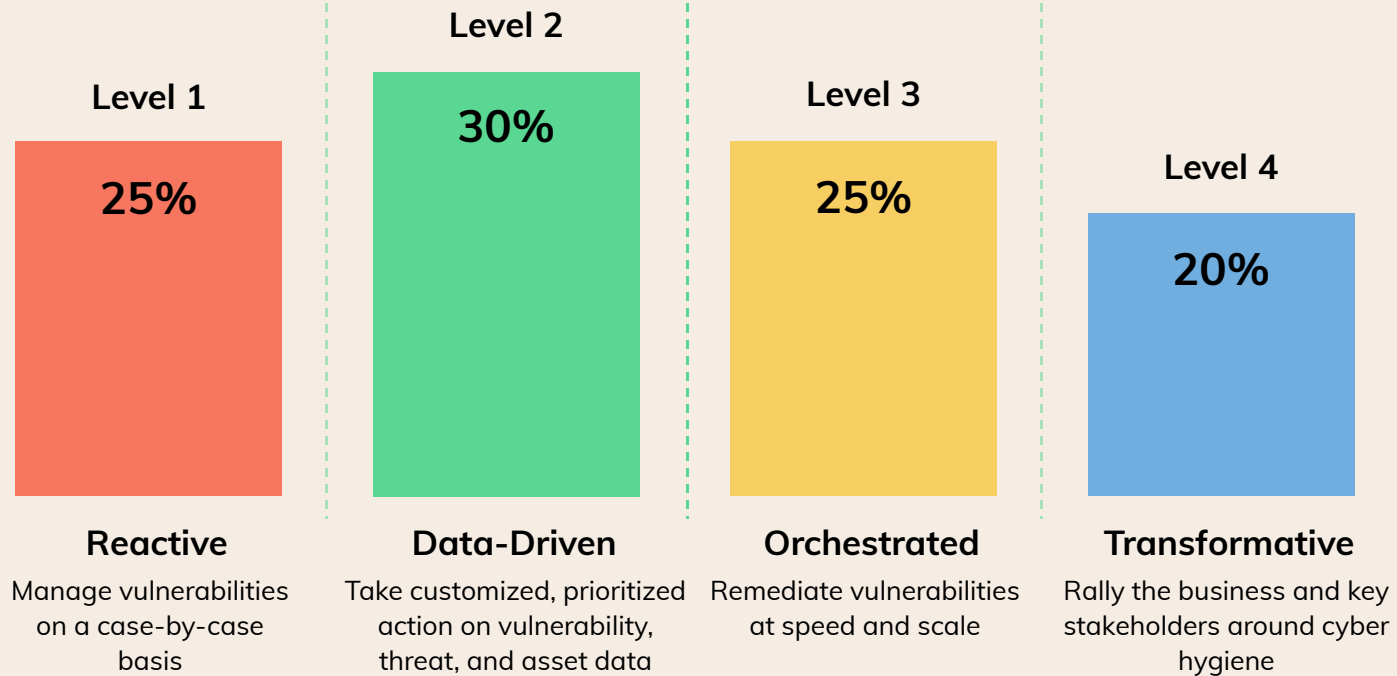 Level 1
25%
Reactive
Manage vulnerabilities
on a case-by-case
basis
Level 2
30%
Data-Driven
Take customized, prioritized
action on vulnerability,
threat, and asset data
Level 3
25%
Orchestrated
Remediate vulnerabilities
at speed and scale
Level 4
20%
Transformative
Rally the business and key
stakeholders around cyber
hygiene